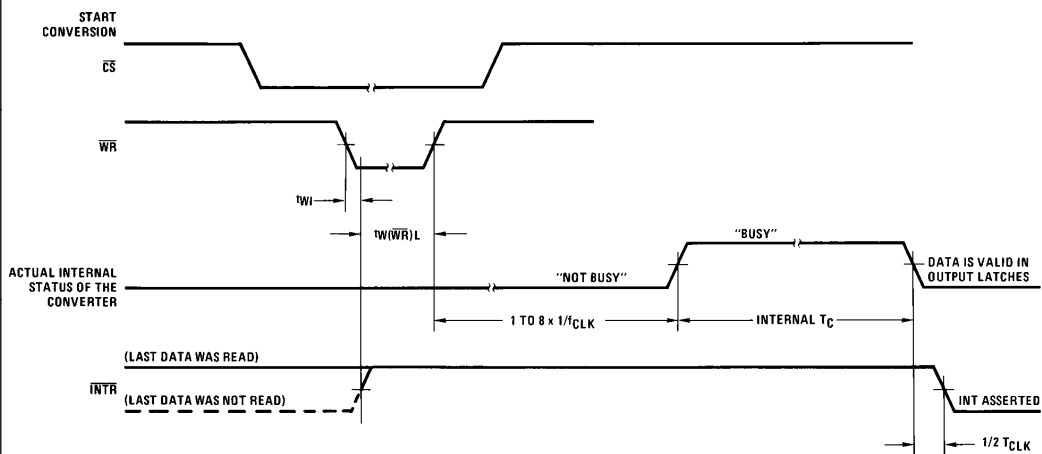 START
CONVERSION
CS
WR
tWI
tW(WR)L
"BUSY"
"NOT BUSY"
DATA IS VALID IN
OUTPUT LATCHES
ACTUAL INTERNAL
STATUS OF THE
CONVERTER
1 TO 8 x 1/fCLK
INTERNAL TC
(LAST DATA WAS READ)
INTR
(LAST DATA WAS NOT READ)
INT ASSERTED
1/2 TCLK